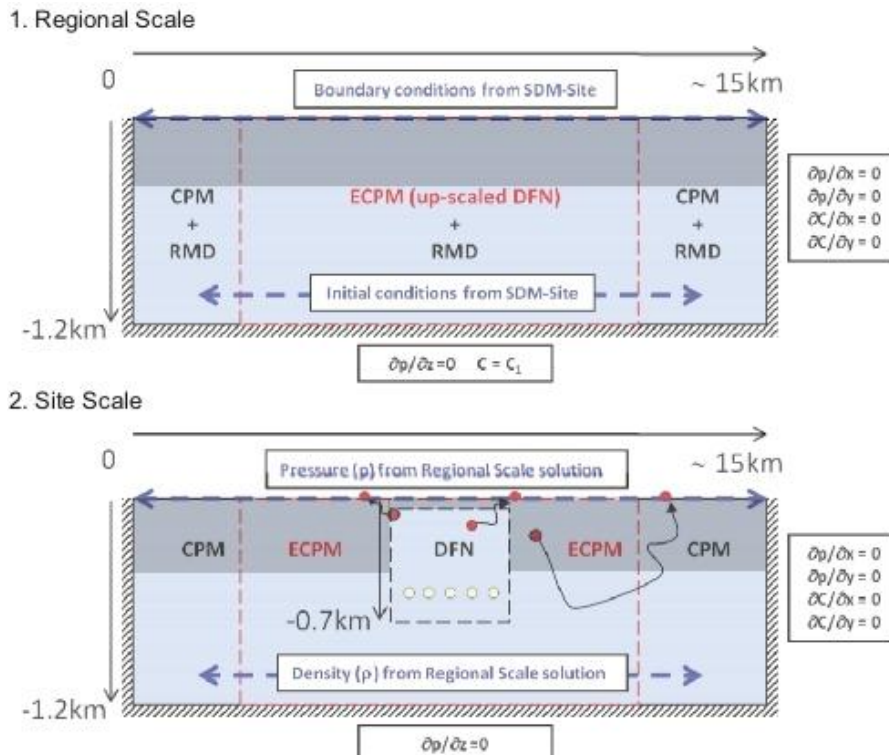 1. Regional Scale
0
~ 15km
Boundary conditions from SDM-Site
CPM
+
RMD
ECPM (up-scaled DFN)
+
RMD
CPM
+
RMD
∂p/∂x = 0
∂p/∂y = 0
∂C/∂x = 0
∂C/∂y = 0
Initial conditions from SDM-Site
-1.2km
∂p/∂z=0 C = C₁
2. Site Scale
0
~ 15km
Pressure (p) from Regional Scale solution
CPM
ECPM
DFN
ECPM
CPM
∂p/∂x = 0
∂p/∂y = 0
∂C/∂x = 0
∂C/∂y = 0
-0.7km
Density (ρ) from Regional Scale solution
-1.2km
∂p/∂z=0